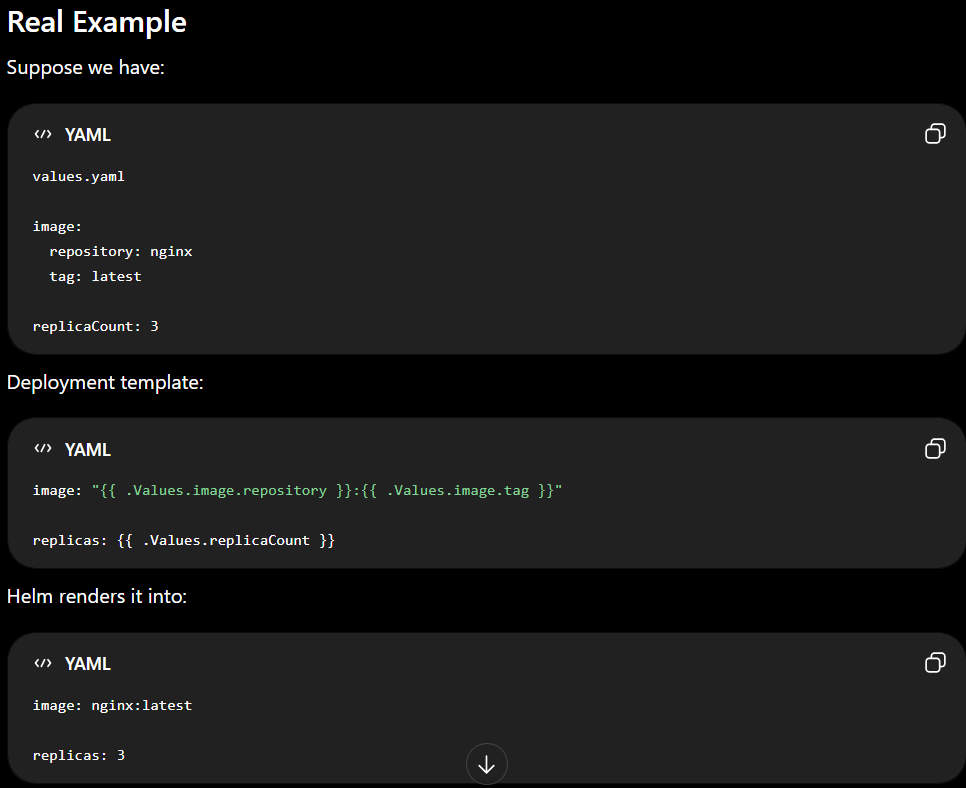 Real Example
Suppose we have:
YAML
values.yaml
image:
  repository: nginx
  tag: latest
replicaCount: 3
Deployment template:
YAML
image: "{{ .Values.image.repository }}:{{ .Values.image.tag }}"
replicas: {{ .Values.replicaCount }}
Helm renders it into:
YAML
image: nginx:latest
replicas: 3